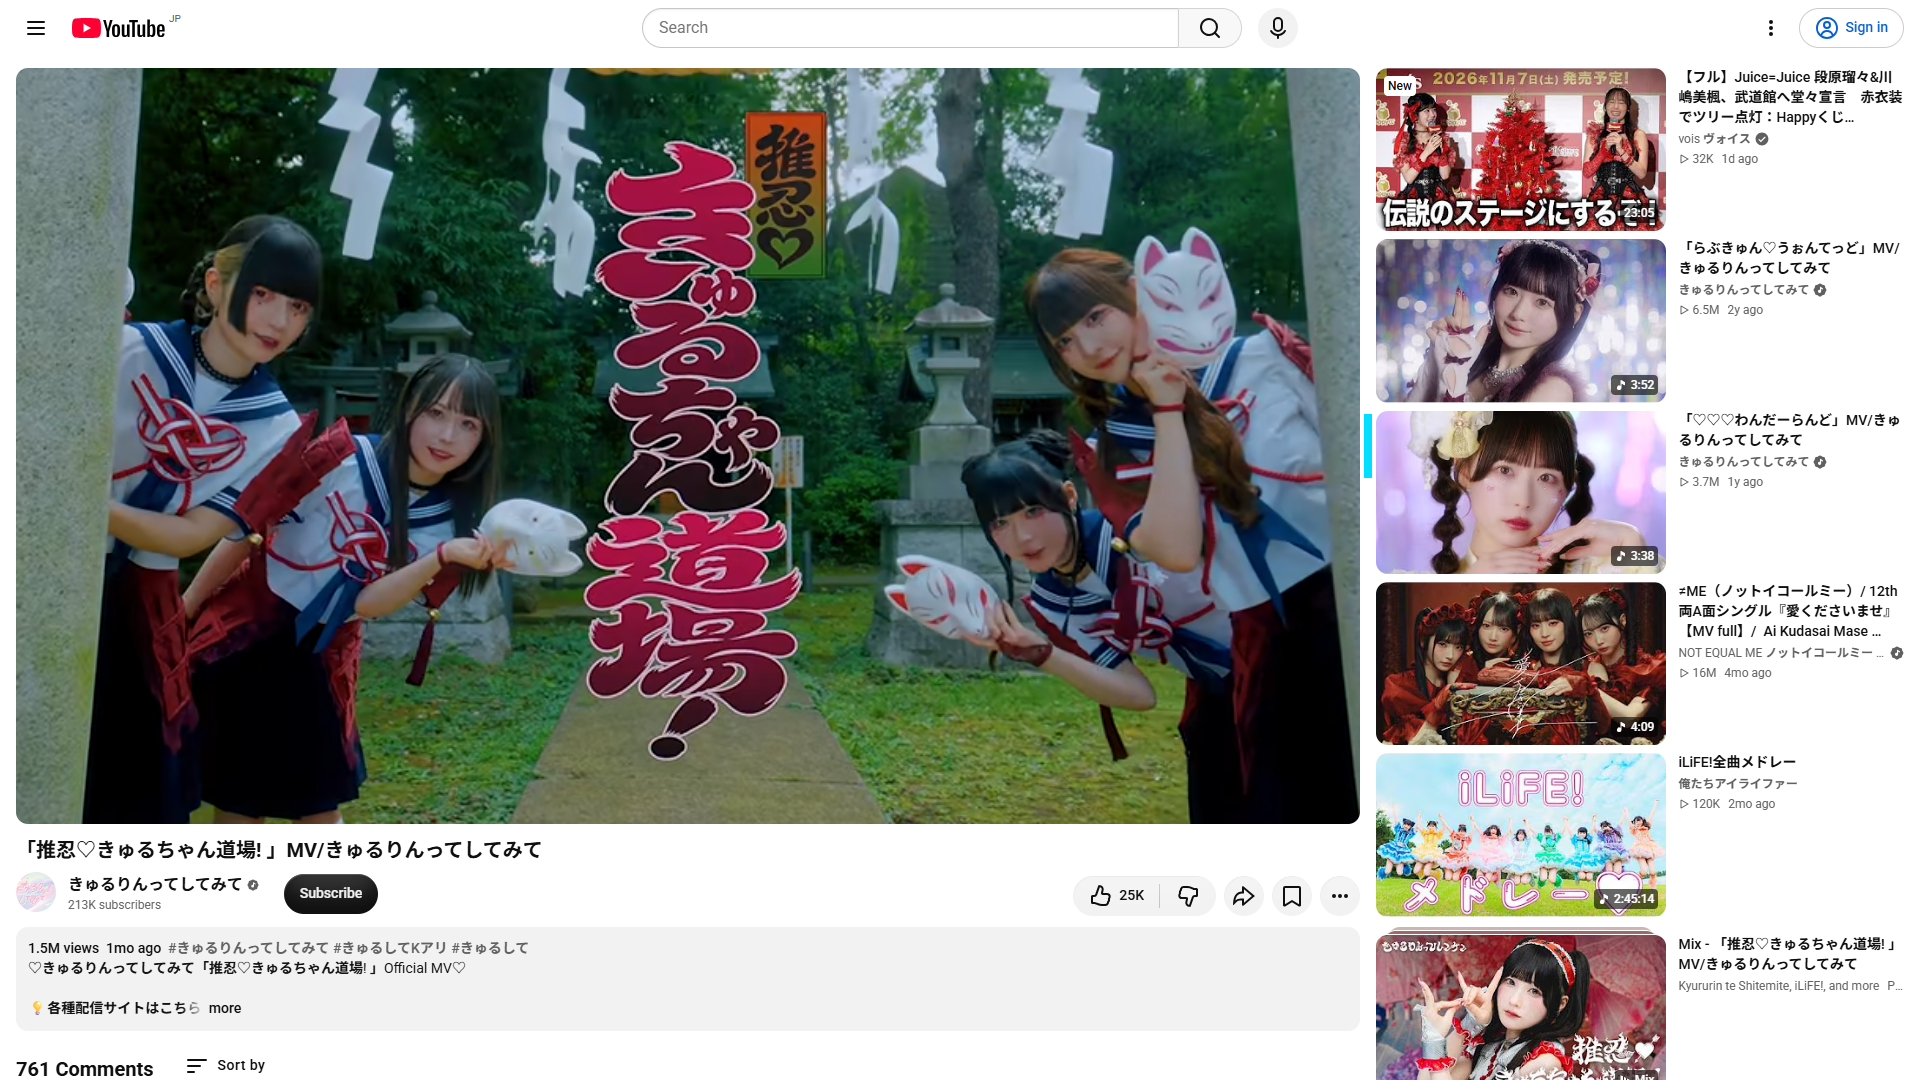 YouTube JP
Search
Sign in
推忍♡
きゅるちゃん道場!
「推忍♡きゅるちゃん道場! 」MV/きゅるりんってしてみて
きゅるりんってしてみて
213K subscribers
Subscribe
25K
1.5M views 1mo ago #きゅるりんってしてみて #きゅるしてKアリ #きゅるして
♡きゅるりんってしてみて「推忍♡きゅるちゃん道場! 」Official MV♡
💡各種配信サイトはこちら more
761 Comments
Sort by
New
2026年11月7日(土) 発売予定!
伝説のステージにするぞ!
23:05
【フル】Juice=Juice 段原瑠々&川
嶋美楓、武道館へ堂々宣言 赤衣装
でツリー点灯：Happyくじ...
vois ヴォイス
32K 1d ago
3:52
「らぶきゅん♡うぉんてっど」MV/
きゅるりんってしてみて
きゅるりんってしてみて
6.5M 2y ago
3:38
「♡♡♡わんだーらんど」MV/きゅ
るりんってしてみて
きゅるりんってしてみて
3.7M 1y ago
4:09
≠ME（ノットイコールミー）/ 12th
両A面シングル『愛くださいませ』
【MV full】/ Ai Kudasai Mase ...
NOT EQUAL ME ノットイコールミー ...
16M 4mo ago
iLiFE!
メドレー♡
2:45:14
iLiFE!全曲メドレー
俺たちアイライファー
120K 2mo ago
推忍♡
Mix
Mix - 「推忍♡きゅるちゃん道場! 」
MV/きゅるりんってしてみて
Kyururin te Shitemite, iLiFE!, and more P...